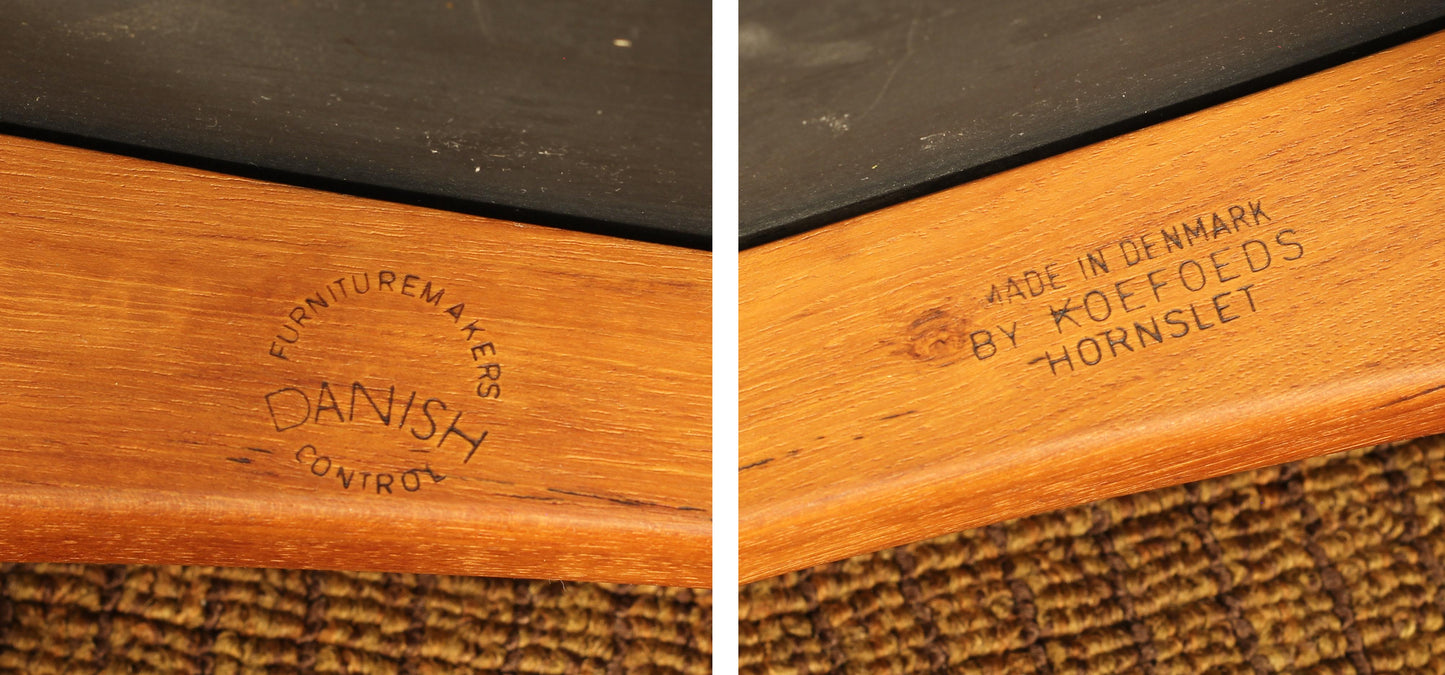 FURNITUREMAKERS
DANISH
CONTROL
MADE IN DENMARK
BY KOEFOEDS
HORNSLET